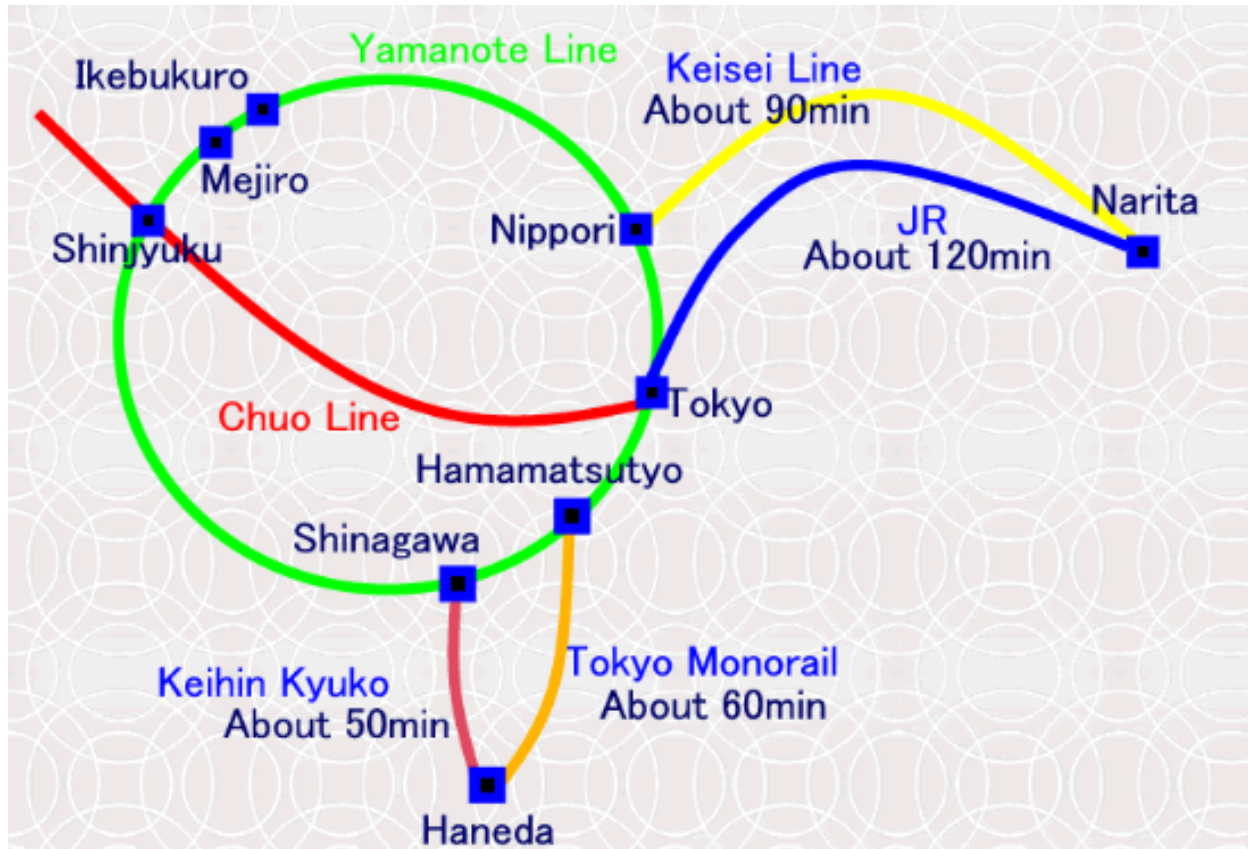 Yamanote Line
Ikebukuro
Keisei Line
About 90min
Mejiro
Narita
Shinjyuku
Nippori
JR
About 120min
Chuo Line
Tokyo
Hamamatsutyo
Shinagawa
Keihin Kyuko
About 50min
Tokyo Monorail
About 60min
Haneda